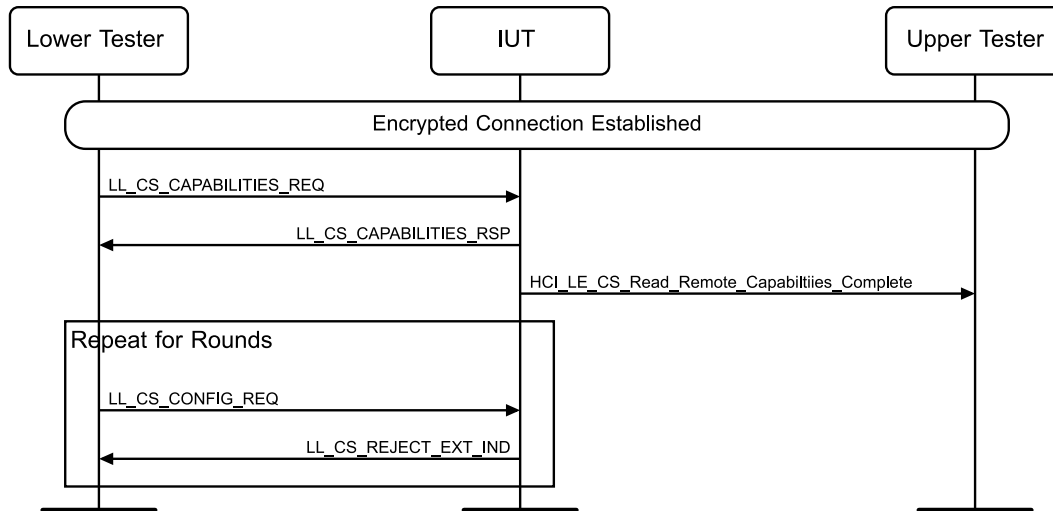 Lower Tester
IUT
Upper Tester
Encrypted Connection Established
LL_CS_CAPABILITIES_REQ
LL_CS_CAPABILITIES_RSP
HCI_LE_CS_Read_Remote_Capabiltiies_Complete
Repeat for Rounds
LL_CS_CONFIG_REQ
LL_CS_REJECT_EXT_IND